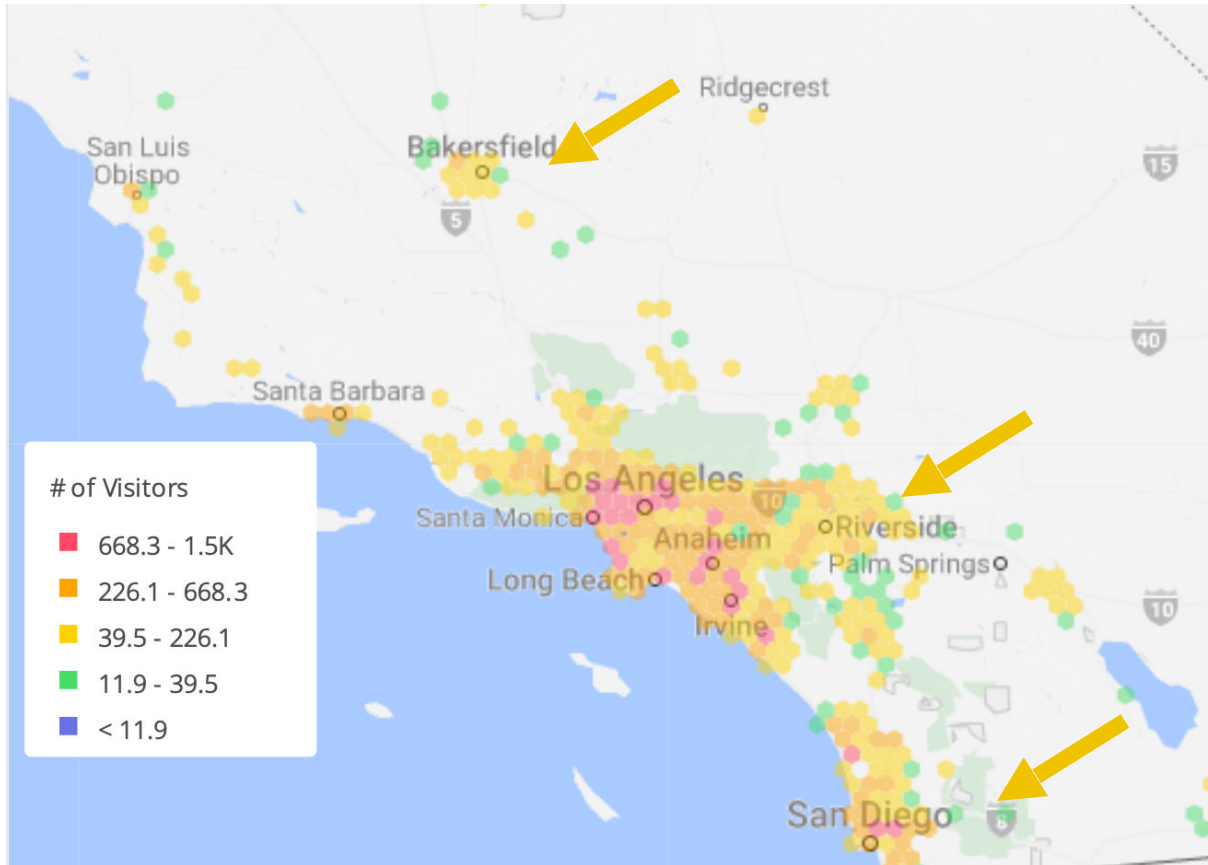 Ridgecrest
Bakersfield
San Luis
Obispo
15
5
40
Santa Barbara
# of Visitors
668.3 - 1.5K
226.1 - 668.3
39.5 - 226.1
11.9 - 39.5
< 11.9
Los Angeles
10
Santa Monica
Riverside
Anaheim
Palm Springs
Long Beach
10
Irvine
San Diego
8